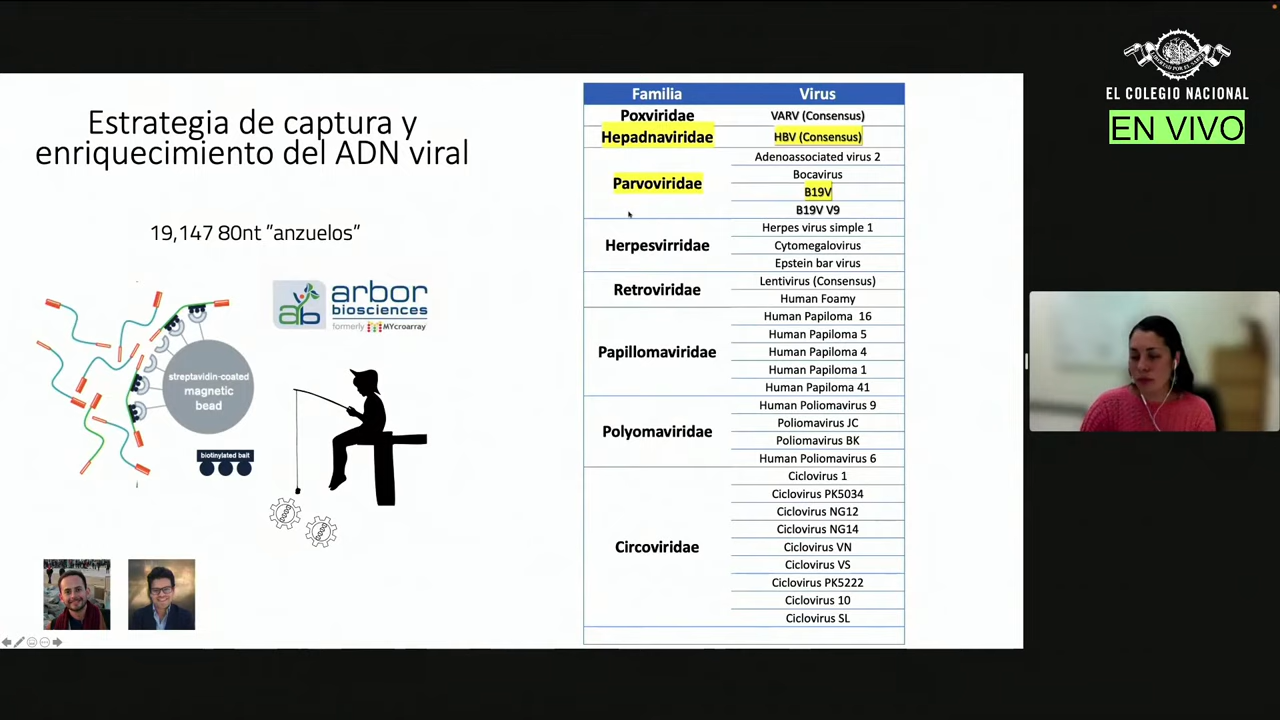 Estrategia de captura y
enriquecimiento del ADN viral
19,147 80nt "anzuelos"
arbor
biosciences
formerly MYcroarray
streptavidin-coated
magnetic
bead
biotinylated bait
Familia Virus
Poxviridae VARV (Consensus)
Hepadnaviridae HBV (Consensus)
Parvoviridae
Adenoassociated virus 2
Bocavirus
B19V
B19V V9
Herpesvirridae
Herpes virus simple 1
Cytomegalovirus
Epstein bar virus
Retroviridae
Lentivirus (Consensus)
Human Foamy
Papillomaviridae
Human Papiloma 16
Human Papiloma 5
Human Papiloma 4
Human Papiloma 1
Human Papiloma 41
Polyomaviridae
Human Poliomavirus 9
Poliomavirus JC
Poliomavirus BK
Human Poliomavirus 6
Circoviridae
Ciclovirus 1
Ciclovirus PK5034
Ciclovirus NG12
Ciclovirus NG14
Ciclovirus VN
Ciclovirus VS
Ciclovirus PK5222
Ciclovirus 10
Ciclovirus SL
EL COLEGIO NACIONAL
EN VIVO